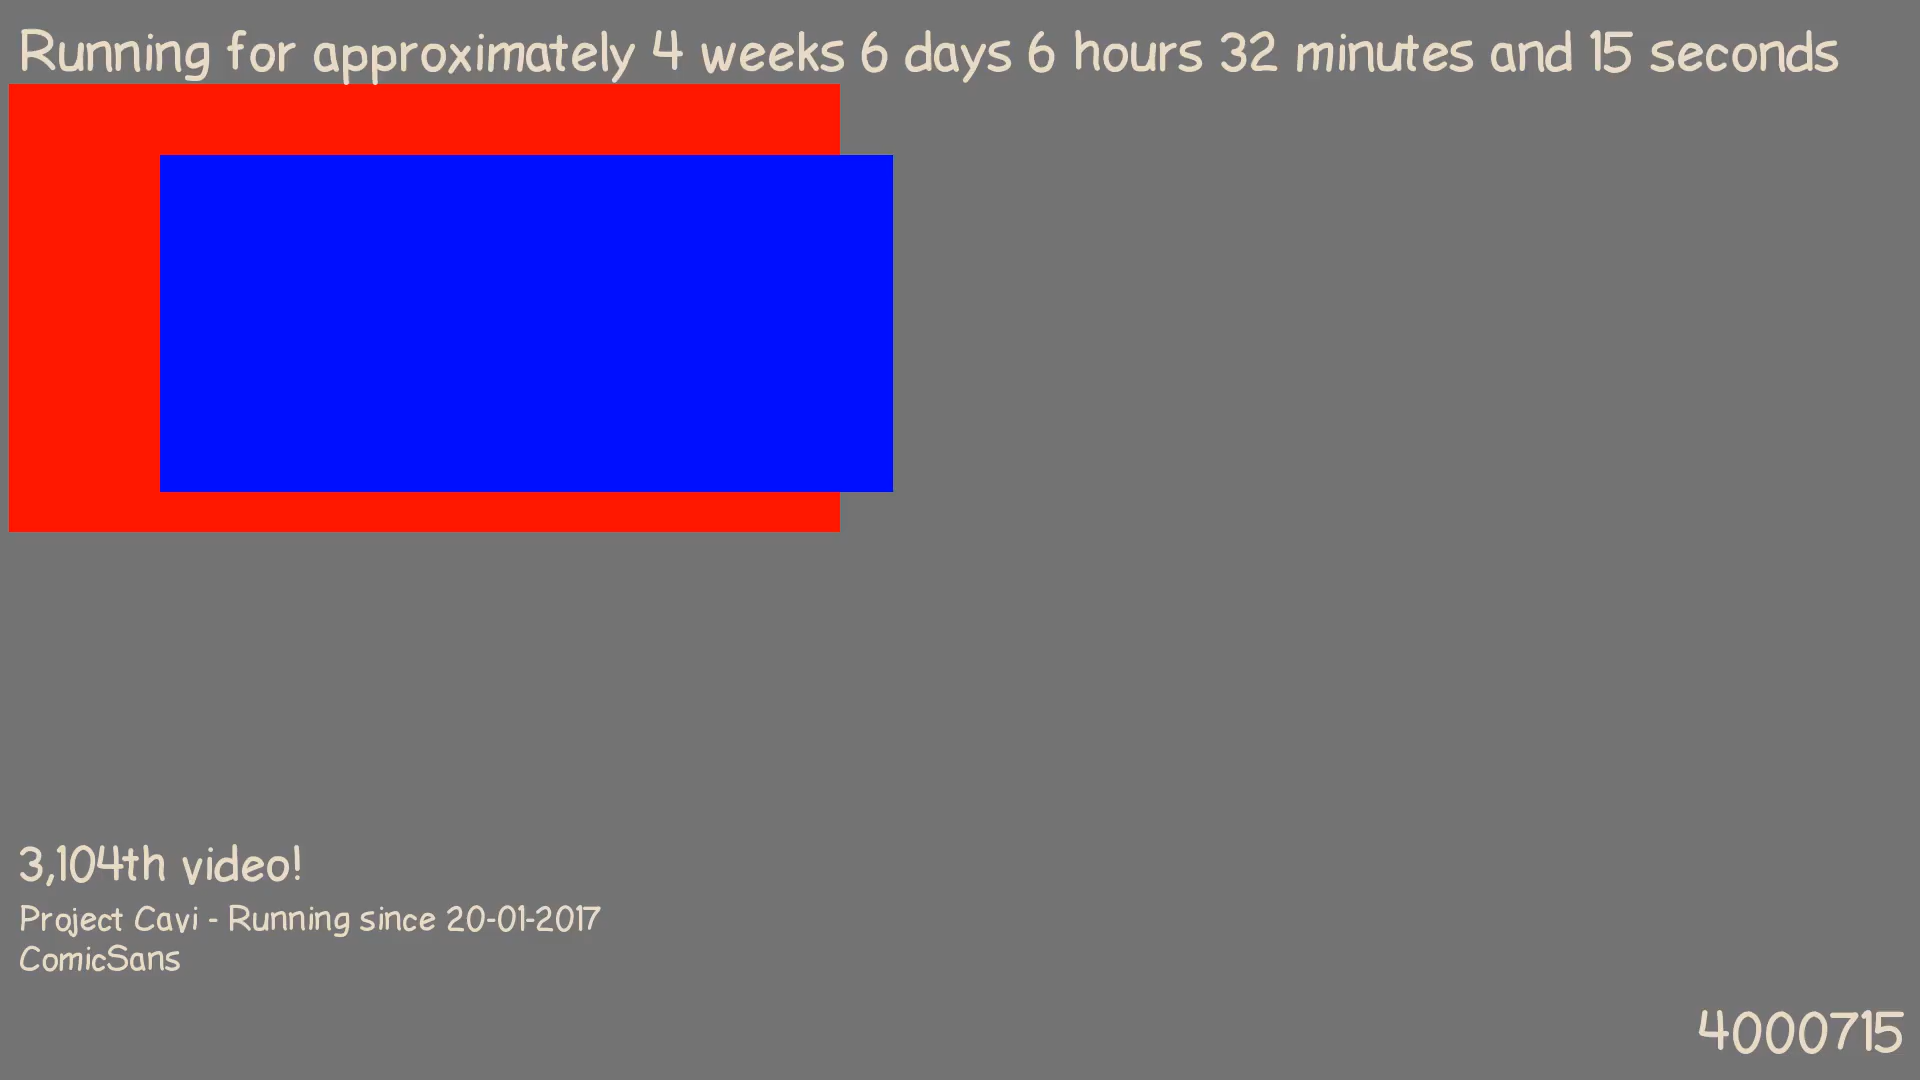 Running for approximately 4 weeks 6 days 6 hours 32 minutes and 15 seconds
3,104th video!
Project Cavi - Running since 20-01-2017
ComicSans
4000715